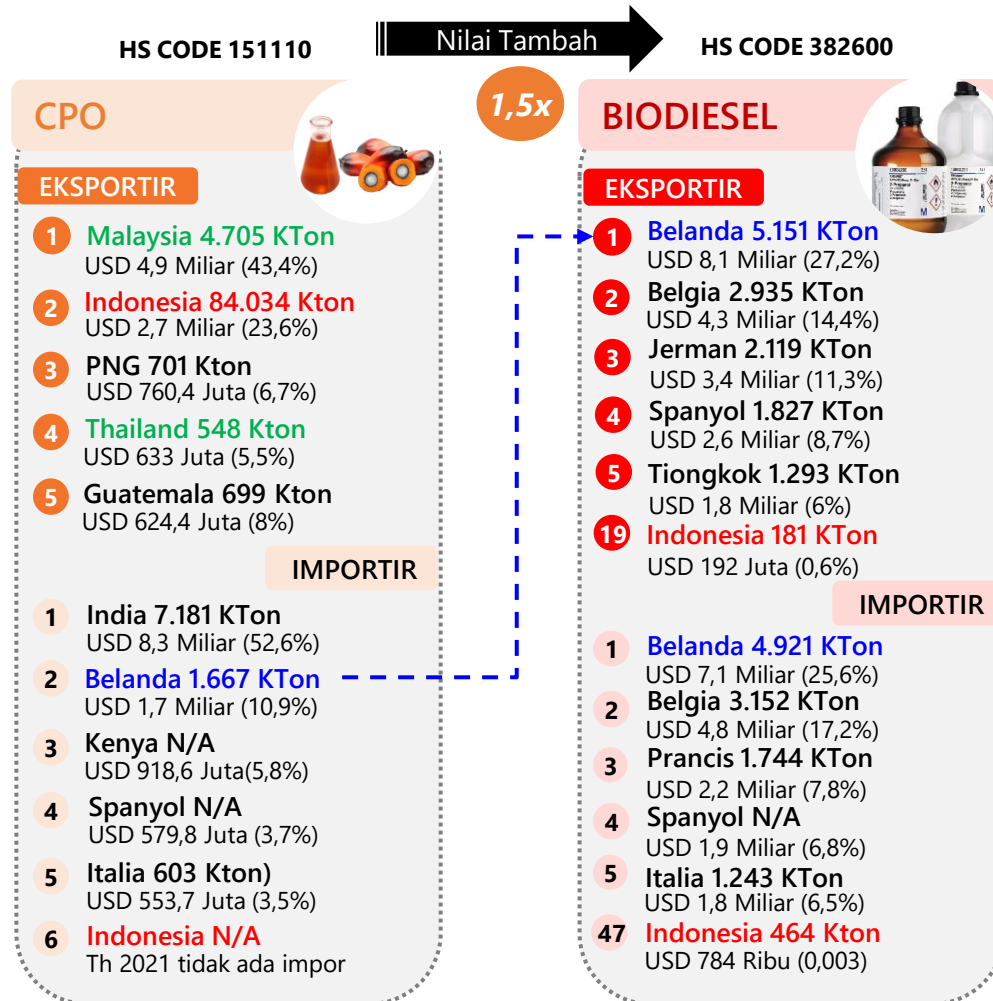 HS CODE 151110
Nilai Tambah
HS CODE 382600
1,5x
CPO
EKSPORTIR
1 Malaysia 4.705 KTon
USD 4,9 Miliar (43,4%)
2 Indonesia 84.034 Kton
USD 2,7 Miliar (23,6%)
3 PNG 701 Kton
USD 760,4 Juta (6,7%)
4 Thailand 548 Kton
USD 633 Juta (5,5%)
5 Guatemala 699 Kton
USD 624,4 Juta (8%)
IMPORTIR
1 India 7.181 KTon
USD 8,3 Miliar (52,6%)
2 Belanda 1.667 KTon
USD 1,7 Miliar (10,9%)
3 Kenya N/A
USD 918,6 Juta(5,8%)
4 Spanyol N/A
USD 579,8 Juta (3,7%)
5 Italia 603 Kton)
USD 553,7 Juta (3,5%)
6 Indonesia N/A
Th 2021 tidak ada impor
BIODIESEL
EKSPORTIR
1 Belanda 5.151 KTon
USD 8,1 Miliar (27,2%)
2 Belgia 2.935 KTon
USD 4,3 Miliar (14,4%)
3 Jerman 2.119 KTon
USD 3,4 Miliar (11,3%)
4 Spanyol 1.827 KTon
USD 2,6 Miliar (8,7%)
5 Tiongkok 1.293 KTon
USD 1,8 Miliar (6%)
19 Indonesia 181 KTon
USD 192 Juta (0,6%)
IMPORTIR
1 Belanda 4.921 KTon
USD 7,1 Miliar (25,6%)
2 Belgia 3.152 KTon
USD 4,8 Miliar (17,2%)
3 Prancis 1.744 KTon
USD 2,2 Miliar (7,8%)
4 Spanyol N/A
USD 1,9 Miliar (6,8%)
5 Italia 1.243 KTon
USD 1,8 Miliar (6,5%)
47 Indonesia 464 Kton
USD 784 Ribu (0,003)